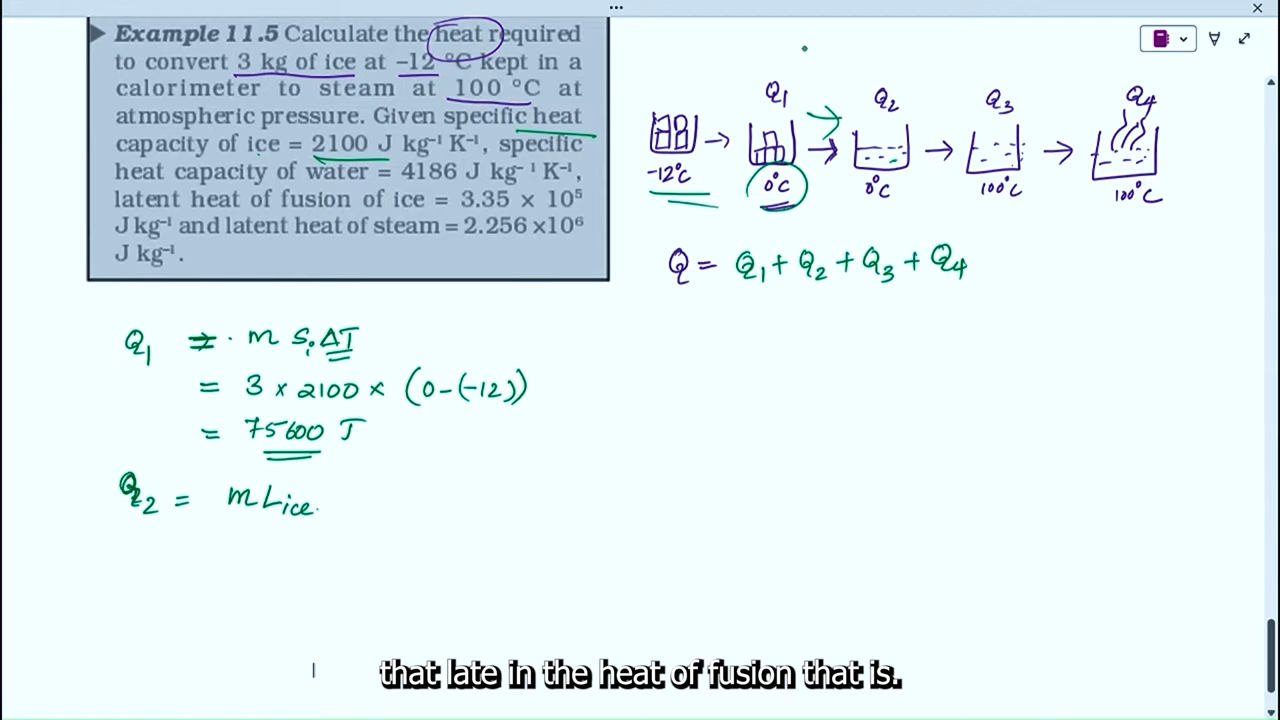 Example 11.5 Calculate the heat required
to convert 3 kg of ice at –12 °C kept in a
calorimeter to steam at 100 °C at
atmospheric pressure. Given specific heat
capacity of ice = 2100 J kg⁻¹ K⁻¹, specific
heat capacity of water = 4186 J kg⁻¹ K⁻¹,
latent heat of fusion of ice = 3.35 × 10⁵
J kg⁻¹ and latent heat of steam = 2.256 ×10⁶
J kg⁻¹.
Q₁ Q₂ Q₃ Q₄
-12°C 0°C 0°C 100°C 100°C
Q = Q₁ + Q₂ + Q₃ + Q₄
Q₁ ⇒ m Sᵢ ΔT
= 3 × 2100 × (0-(-12))
= 75600 J
Q₂ = m Lice.
that late in the heat of fusion that is.